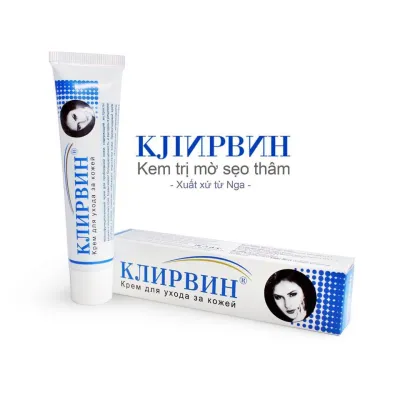 КЛИРВИН
Kem trị mờ sẹo thâm
- Xuất xứ từ Nga -
КЛИРВИН®
Крем для ухода за кожей
КЛИРВИН®
Крем для ухода за кожей